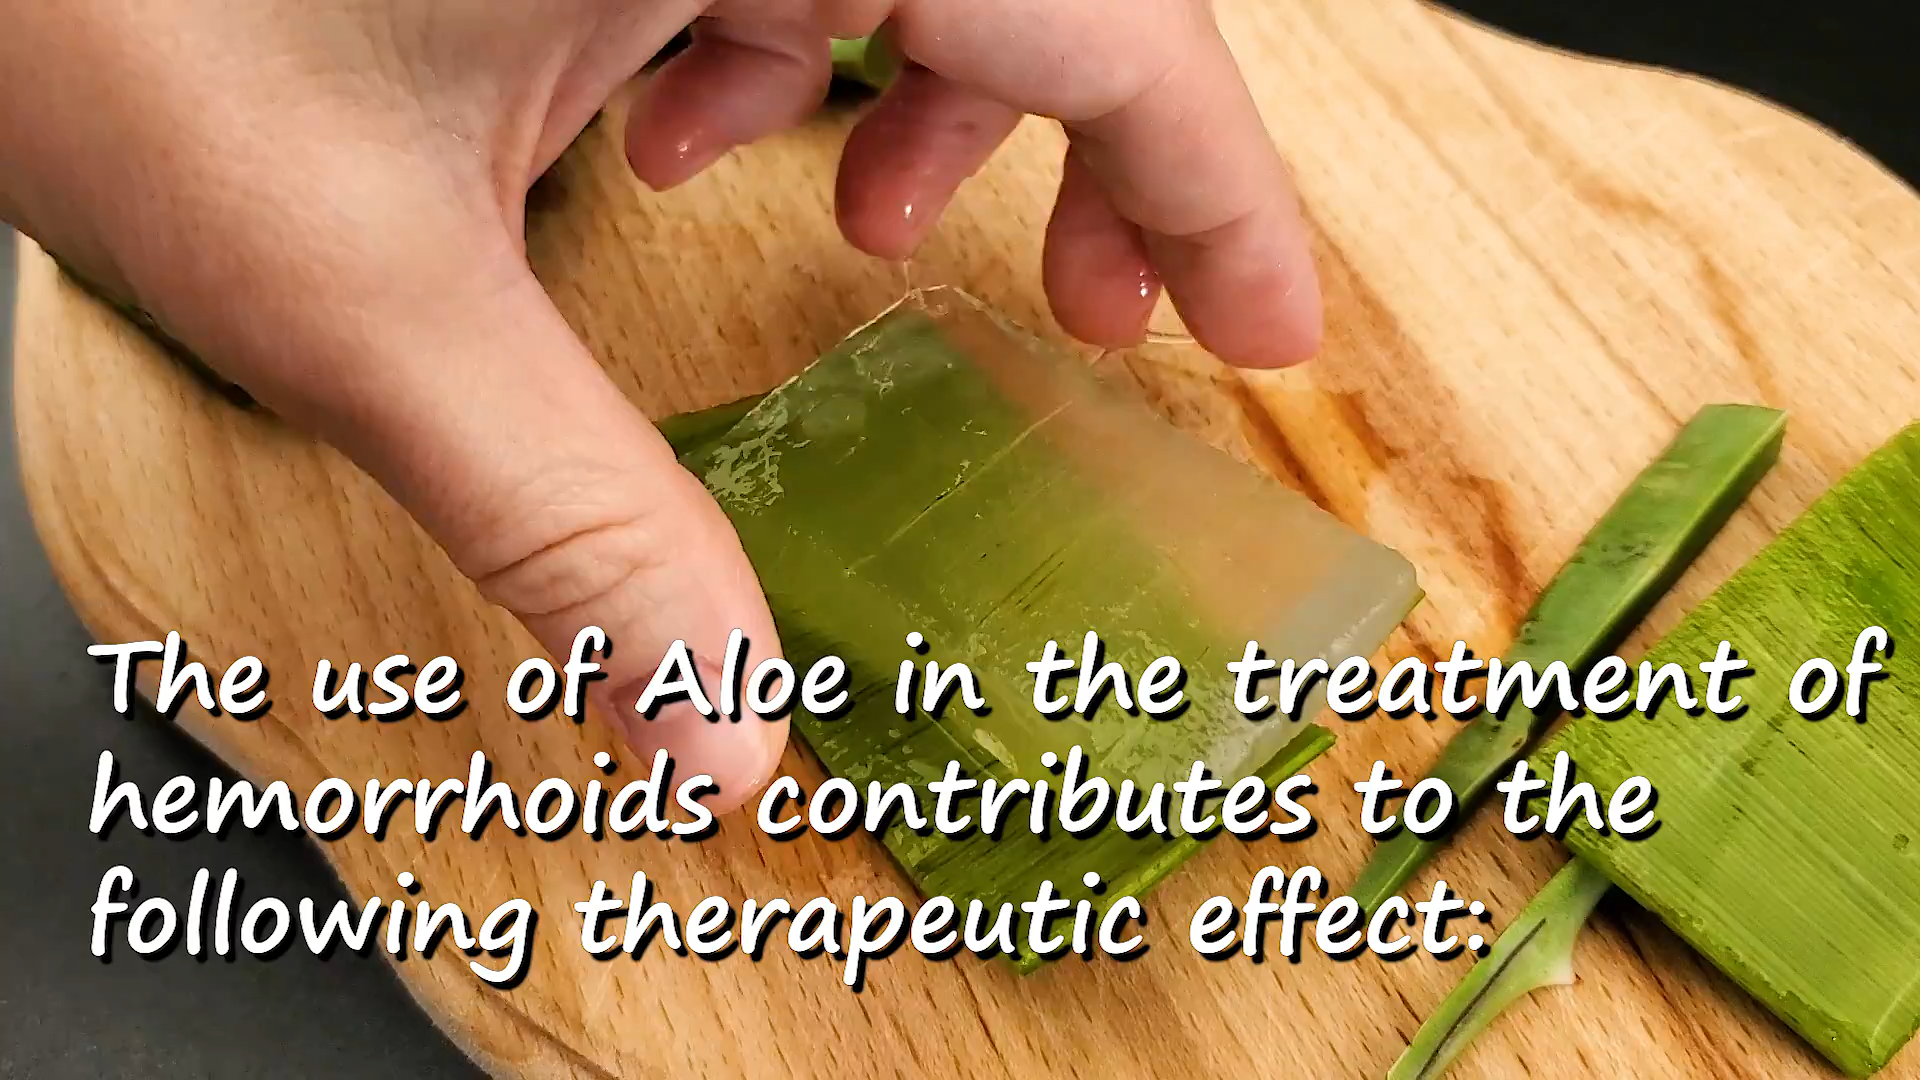 The use of Aloe in the treatment of
hemorrhoids contributes to the
following therapeutic effect: